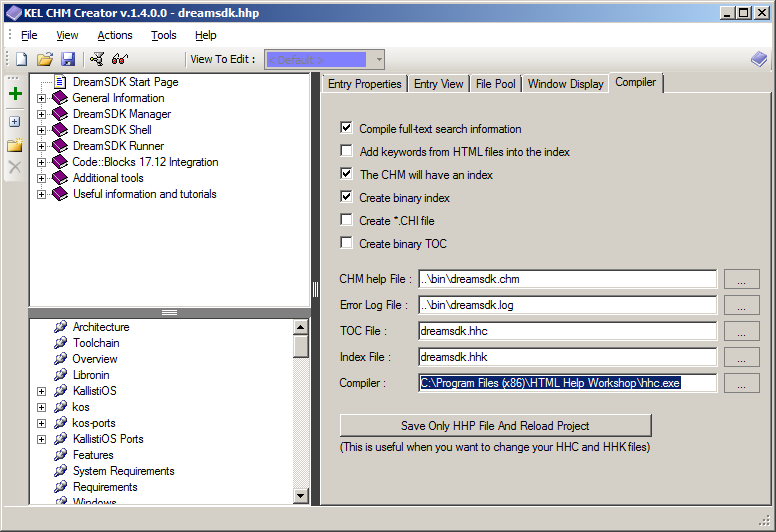 KEL CHM Creator v.1.4.0.0 - dreamsdk.hhp
File View Actions Tools Help
View To Edit : < Default >
DreamSDK Start Page
General Information
DreamSDK Manager
DreamSDK Shell
DreamSDK Runner
Code::Blocks 17.12 Integration
Additional tools
Useful information and tutorials
Architecture
Toolchain
Overview
Libronin
KallistiOS
kos
kos-ports
KallistiOS Ports
Features
System Requirements
Requirements
Windows
Entry Properties Entry View File Pool Window Display Compiler
Compile full-text search information
Add keywords from HTML files into the index
The CHM will have an index
Create binary index
Create *.CHI file
Create binary TOC
CHM help File : ..\bin\dreamsdk.chm ...
Error Log File : ..\bin\dreamsdk.log ...
TOC File : dreamsdk.hhc ...
Index File : dreamsdk.hhk ...
Compiler : C:\Program Files (x86)\HTML Help Workshop\hhc.exe ...
Save Only HHP File And Reload Project
(This is useful when you want to change your HHC and HHK files)